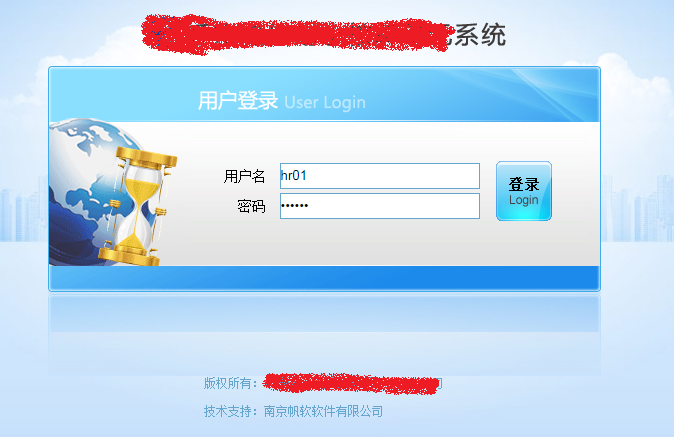 系统
用户登录 User Login
用户名 hr01
登录
Login
密码 ••••••
版权所有：
技术支持：南京帆软软件有限公司